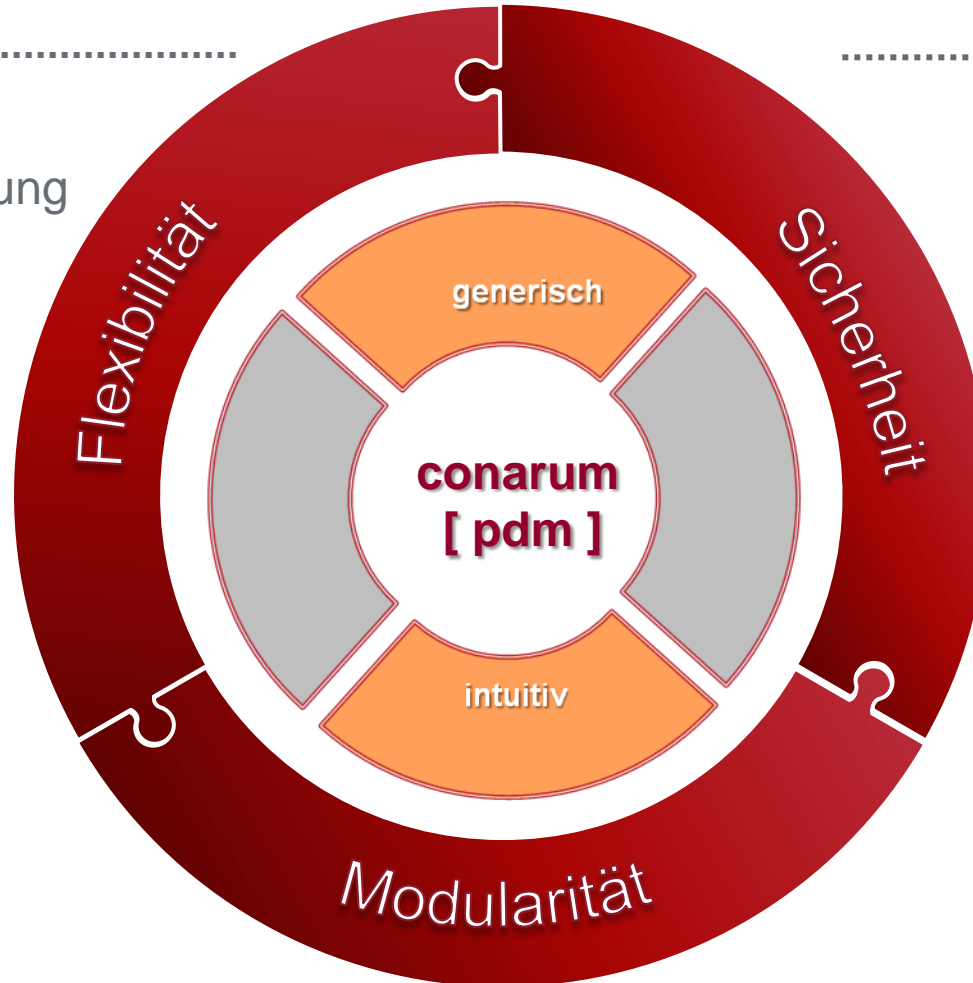 ung
Flexibilität
Sicherheit
generisch
conarum
[ pdm ]
intuitiv
Modularität